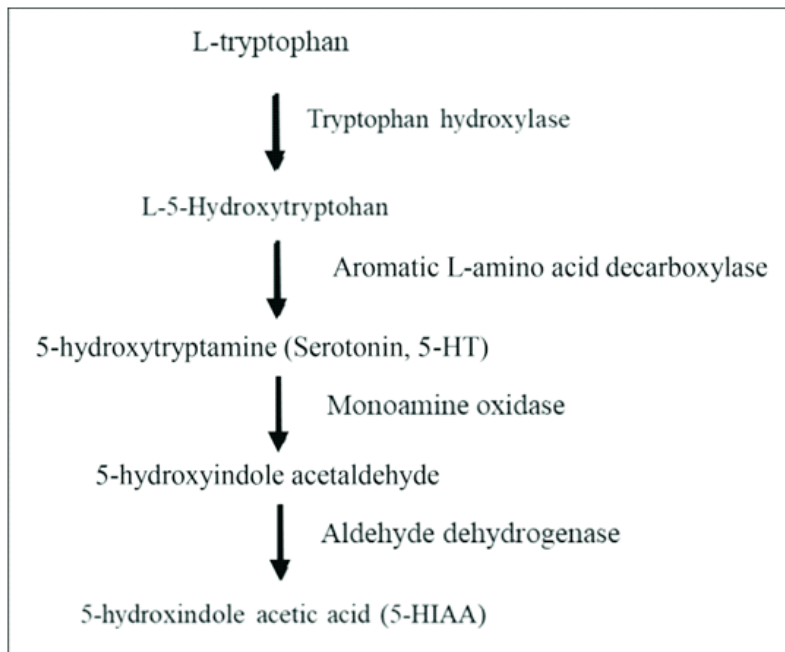 L-tryptophan
Tryptophan hydroxylase
L-5-Hydroxytryptohan
Aromatic L-amino acid decarboxylase
5-hydroxytryptamine (Serotonin, 5-HT)
Monoamine oxidase
5-hydroxyindole acetaldehyde
Aldehyde dehydrogenase
5-hydroxindole acetic acid (5-HIAA)